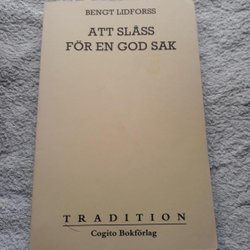 BENGT LIDFORSS
ATT SLÅSS
FÖR EN GOD SAK
TRADITION
Cogito Bokförlag